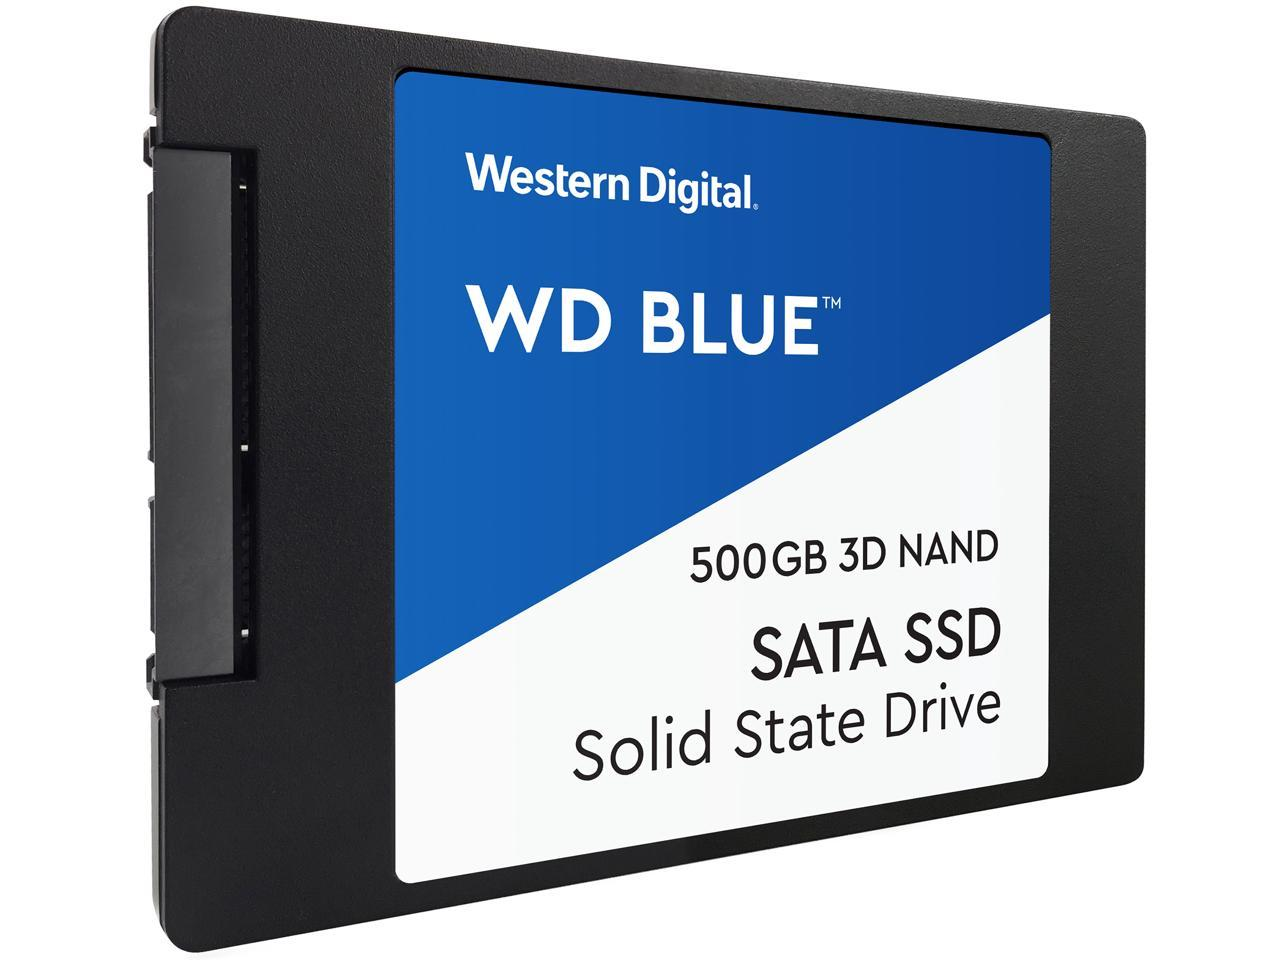 Western Digital®
WD BLUE™
500GB 3D NAND
SATA SSD
Solid State Drive